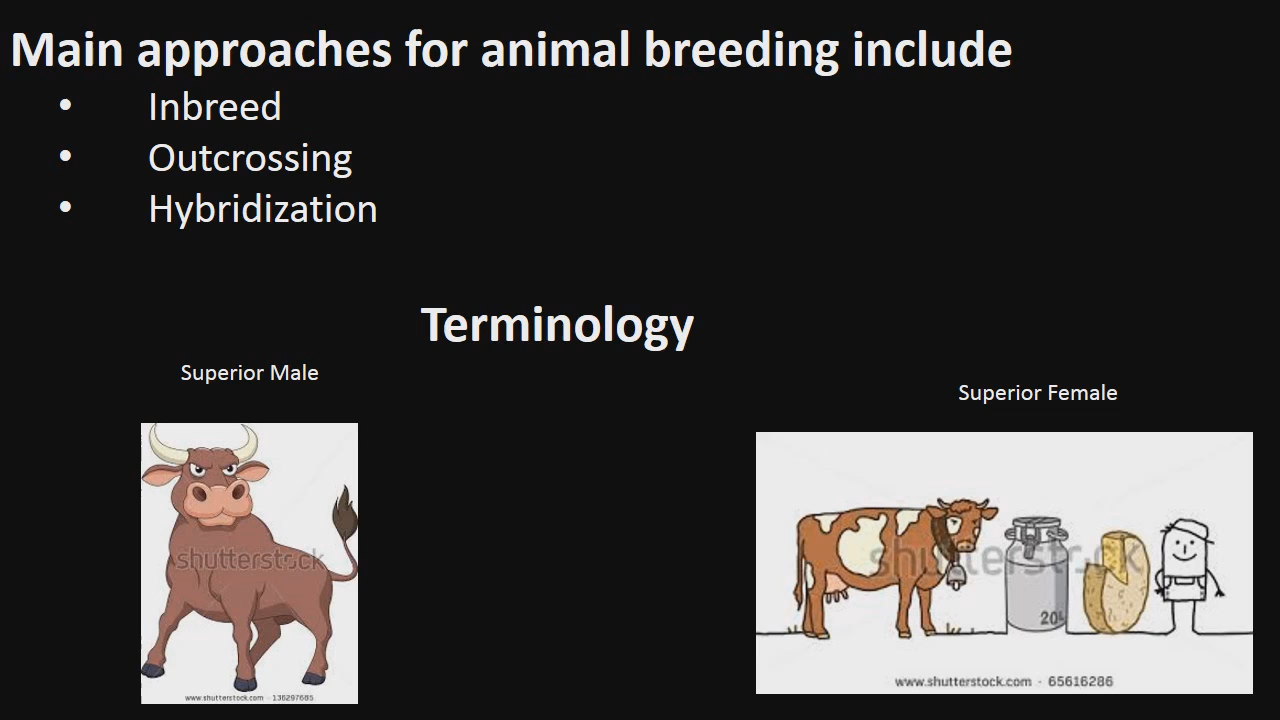 Main approaches for animal breeding include
• Inbreed
• Outcrossing
• Hybridization
Terminology
Superior Male
Superior Female
shutterstock
shutterstock
20L
www.shutterstock.com · 136297685
www.shutterstock.com · 65616286